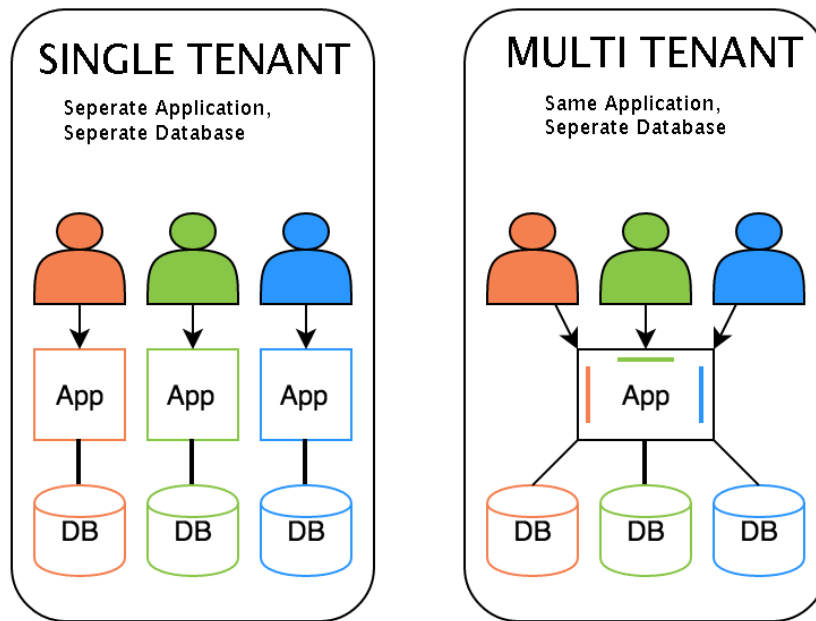 SINGLE TENANT
Seperate Application,
Seperate Database
App
App
App
DB
DB
DB
MULTI TENANT
Same Application,
Seperate Database
App
DB
DB
DB